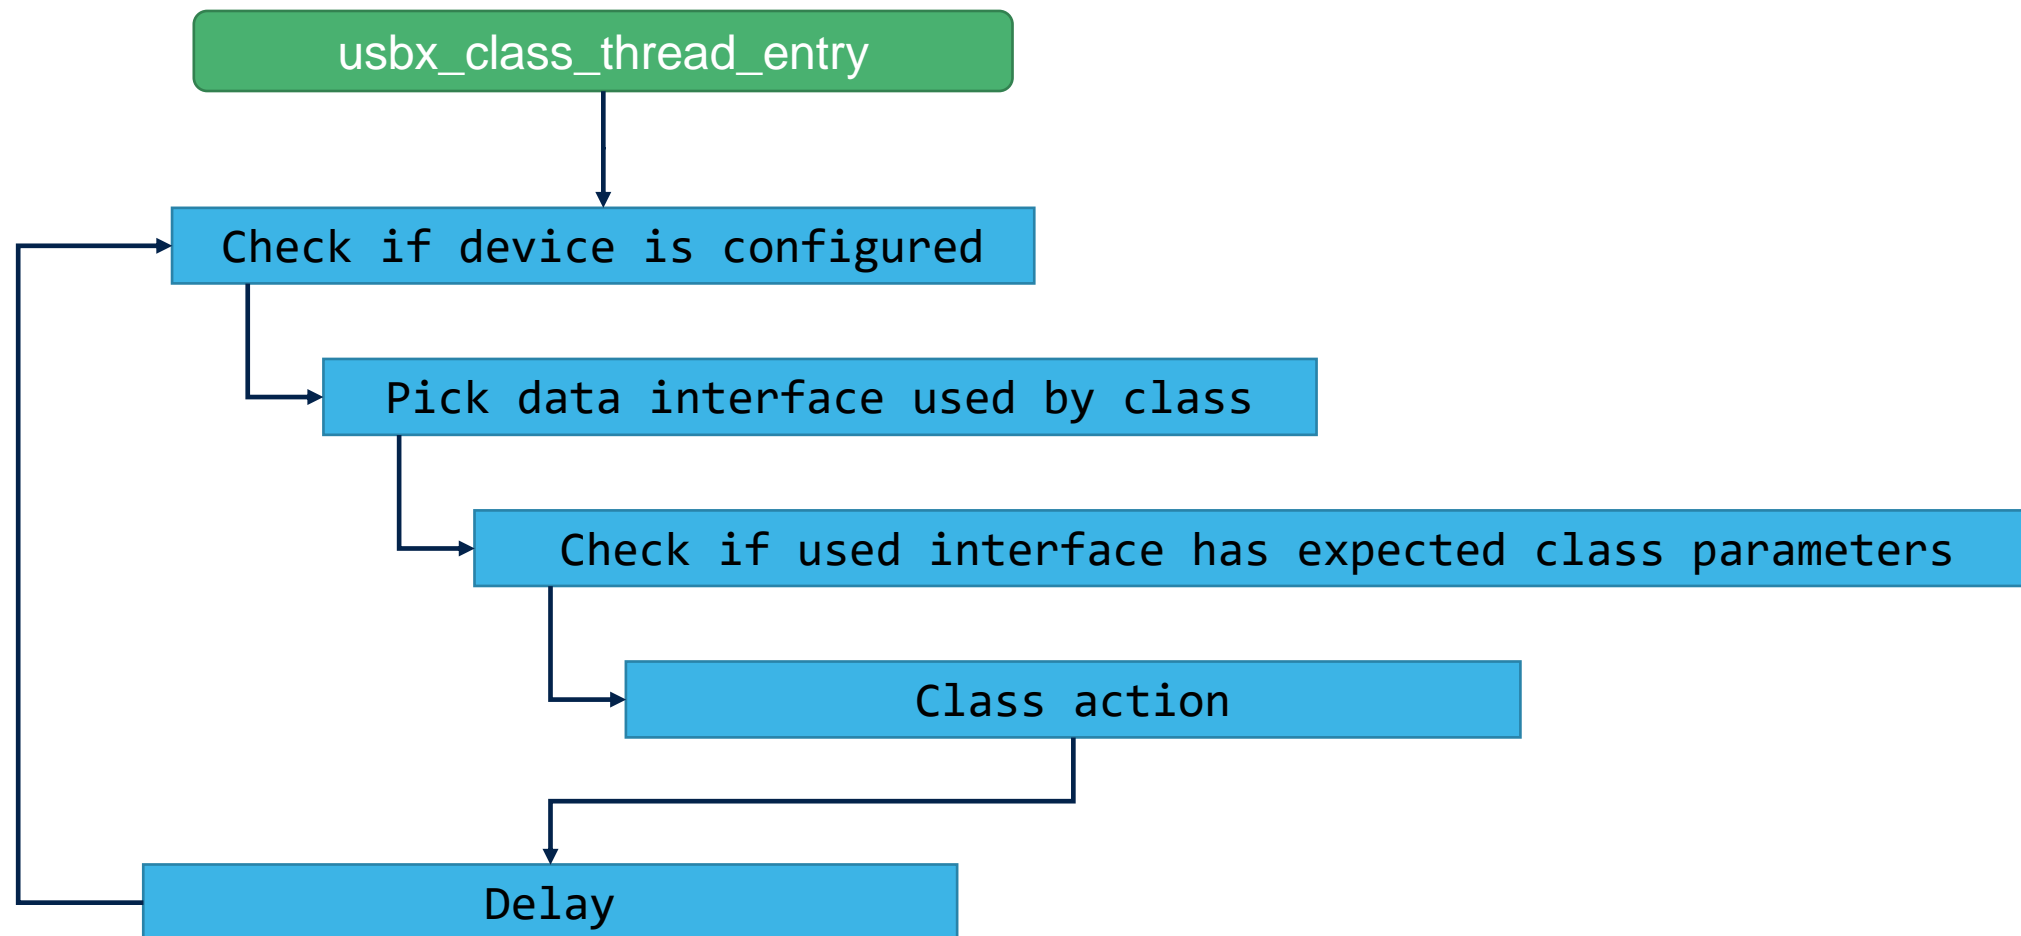 usbx_class_thread_entry
Check if device is configured
Pick data interface used by class
Check if used interface has expected class parameters
Class action
Delay